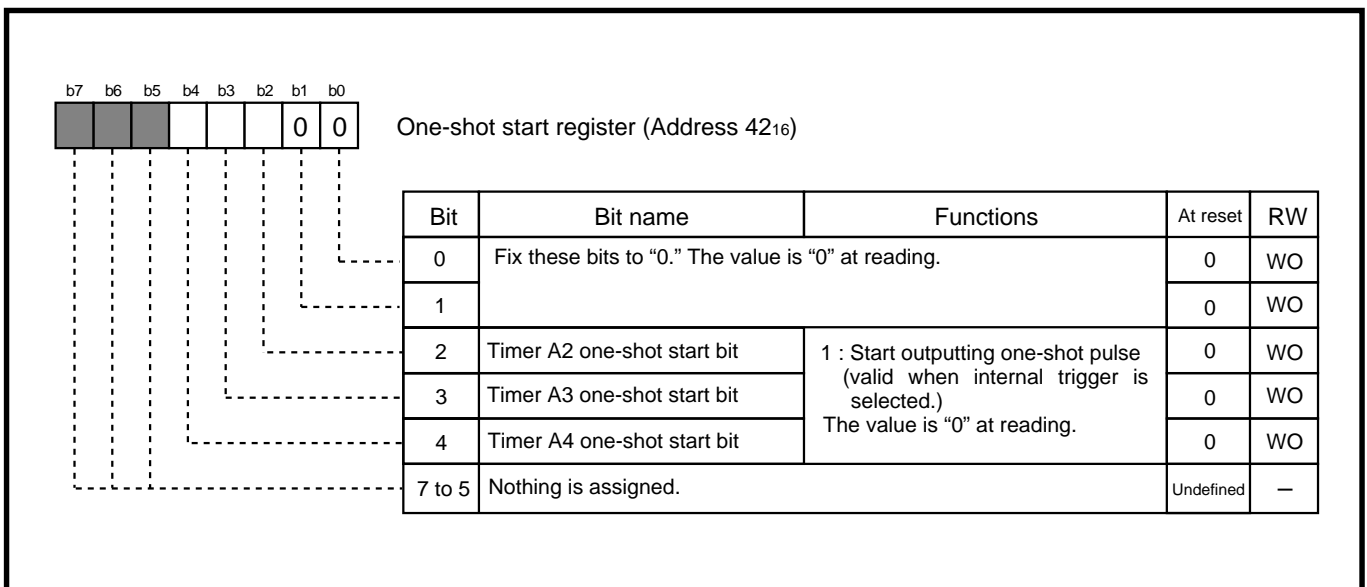 b7 b6 b5 b4 b3 b2 b1 b0
0 0
One-shot start register (Address 42₁₆)
Bit Bit name Functions At reset RW
0 Fix these bits to “0.” The value is “0” at reading. 0 WO
1 0 WO
2 Timer A2 one-shot start bit 1 : Start outputting one-shot pulse 0 WO
(valid when internal trigger is
3 Timer A3 one-shot start bit selected.) 0 WO
The value is “0” at reading.
4 Timer A4 one-shot start bit 0 WO
7 to 5 Nothing is assigned. Undefined –